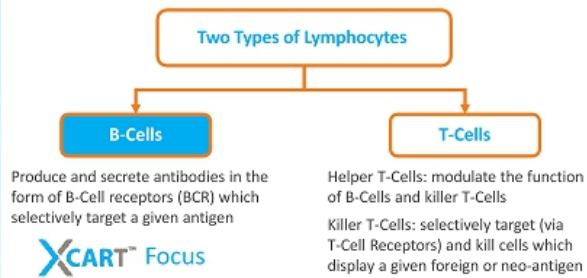 Two Types of Lymphocytes
B-Cells
Produce and secrete antibodies in the
form of B-Cell receptors (BCR) which
selectively target a given antigen
XCART™ Focus
T-Cells
Helper T-Cells: modulate the function
of B-Cells and killer T-Cells
Killer T-Cells: selectively target (via
T-Cell Receptors) and kill cells which
display a given foreign or neo-antigen